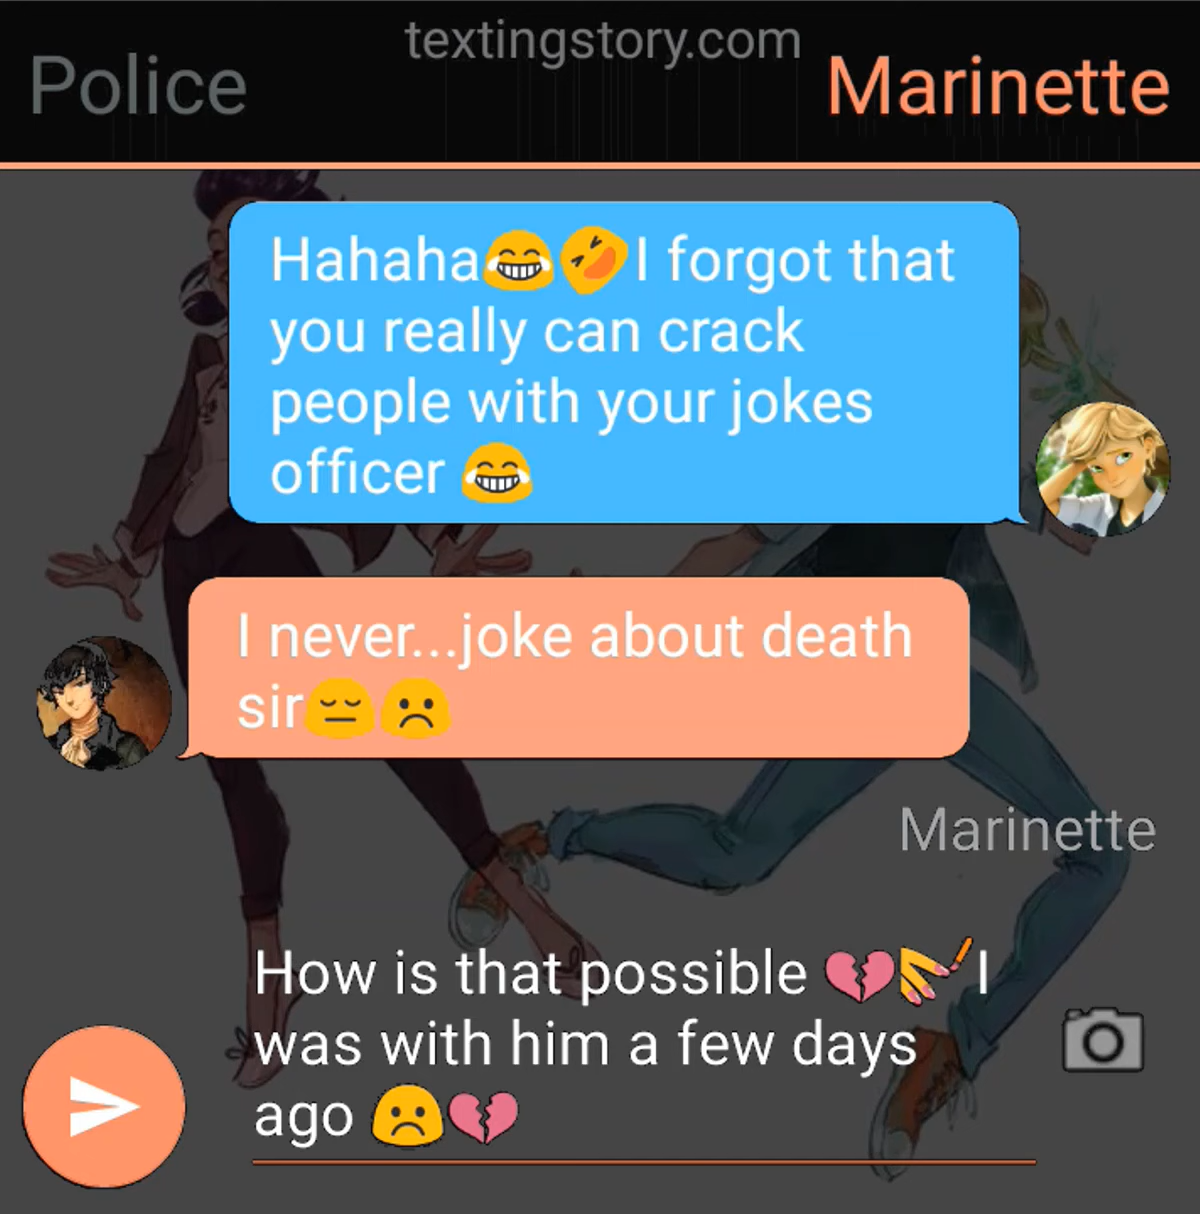 textingstory.com
Police
Marinette
Hahaha😂🤣I forgot that
you really can crack
people with your jokes
officer 😂
I never...joke about death
sir😔☹️
Marinette
How is that possible 💔💅I
was with him a few days
ago ☹️💔